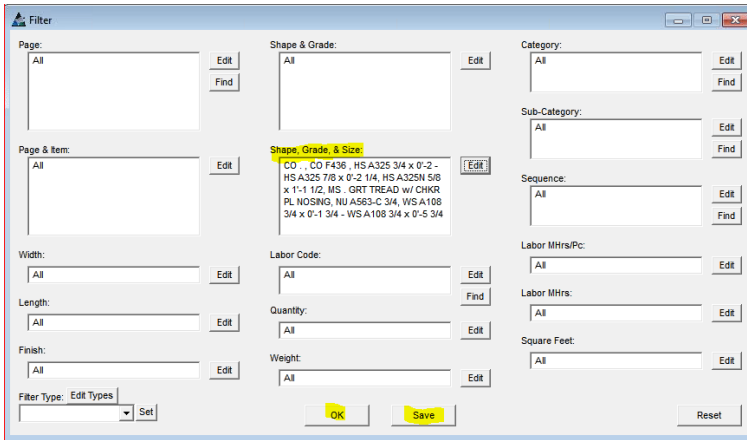 Filter
Page:
All
Edit
Find
Page & Item:
All
Edit
Width:
All
Edit
Length:
All
Edit
Finish:
All
Edit
Filter Type: Edit Types
Set
Shape & Grade:
All
Edit
Shape, Grade, & Size:
CO . , CO F436 , HS A325 3/4 x 0'-2 -
HS A325 7/8 x 0'-2 1/4, HS A325N 5/8
x 1'-1 1/2, MS . GRT TREAD w/ CHKR
PL NOSING, NU A563-C 3/4, WS A108
3/4 x 0'-1 3/4 - WS A108 3/4 x 0'-5 3/4
Edit
Labor Code:
All
Edit
Find
Quantity:
All
Edit
Weight:
All
Edit
OK
Save
Category:
All
Edit
Find
Sub-Category:
All
Edit
Find
Sequence:
All
Edit
Find
Labor MHrs/Pc:
All
Edit
Labor MHrs:
All
Edit
Square Feet:
All
Edit
Reset